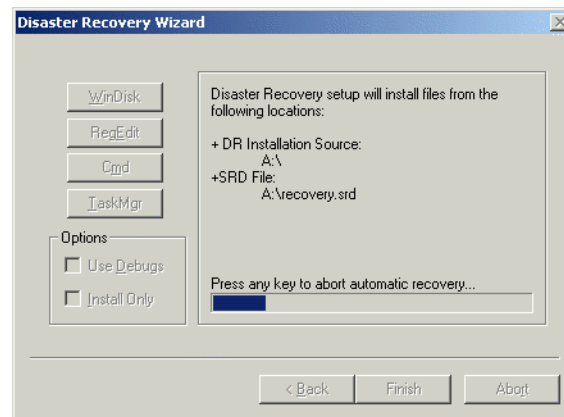 Disaster Recovery Wizard
WinDisk
RegEdit
Cmd
TaskMgr
Options
Use Debugs
Install Only
Disaster Recovery setup will install files from the
following locations:
+ DR Installation Source:
A:\
+SRD File:
A:\recovery.srd
Press any key to abort automatic recovery...
< Back
Finish
Abort